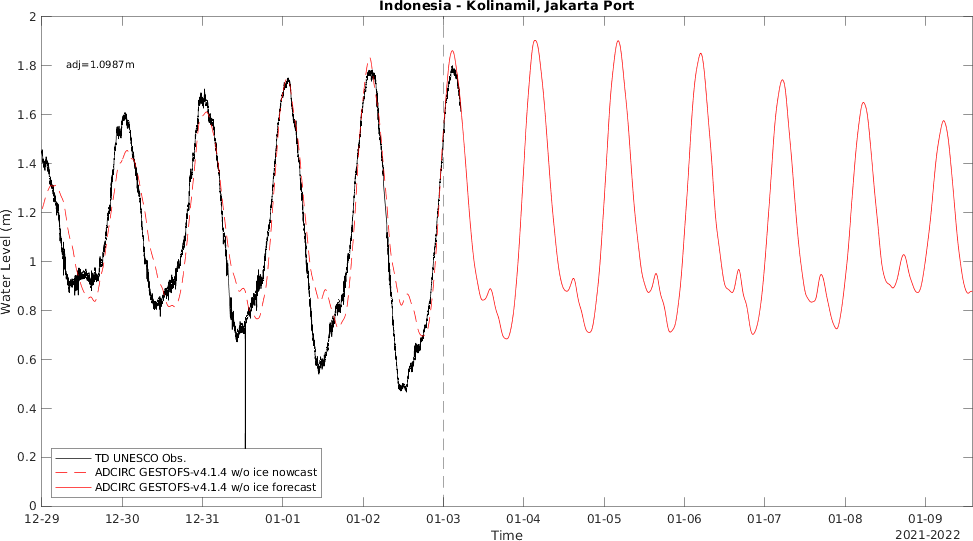 Indonesia - Kolinamil, Jakarta Port
2
1.8
1.6
1.4
1.2
1
0.8
0.6
0.4
0.2
0
Water Level (m)
adj=1.0987m
TD UNESCO Obs.
ADCIRC GESTOFS-v4.1.4 w/o ice nowcast
ADCIRC GESTOFS-v4.1.4 w/o ice forecast
12-29 12-30 12-31 01-01 01-02 01-03 01-04 01-05 01-06 01-07 01-08 01-09
Time
2021-2022